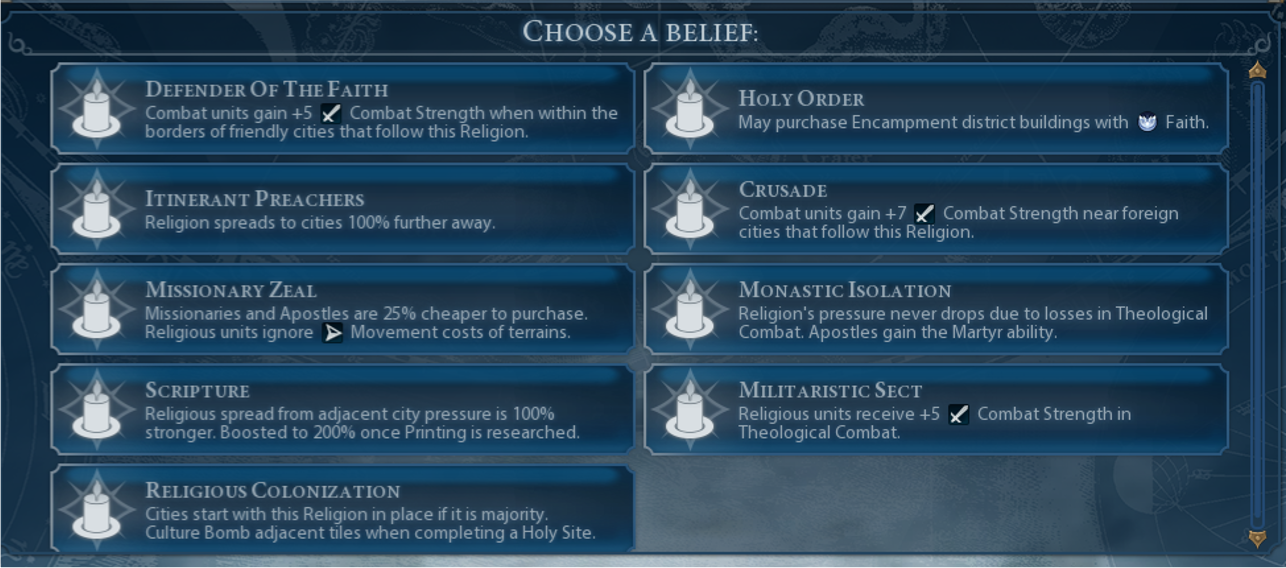 CHOOSE A BELIEF:
DEFENDER OF THE FAITH
Combat units gain +5 Combat Strength when within the
borders of friendly cities that follow this Religion.
HOLY ORDER
May purchase Encampment district buildings with Faith.
ITINERANT PREACHERS
Religion spreads to cities 100% further away.
CRUSADE
Combat units gain +7 Combat Strength near foreign
cities that follow this Religion.
MISSIONARY ZEAL
Missionaries and Apostles are 25% cheaper to purchase.
Religious units ignore Movement costs of terrains.
MONASTIC ISOLATION
Religion's pressure never drops due to losses in Theological
Combat. Apostles gain the Martyr ability.
SCRIPTURE
Religious spread from adjacent city pressure is 100%
stronger. Boosted to 200% once Printing is researched.
MILITARISTIC SECT
Religious units receive +5 Combat Strength in
Theological Combat.
RELIGIOUS COLONIZATION
Cities start with this Religion in place if it is majority.
Culture Bomb adjacent tiles when completing a Holy Site.